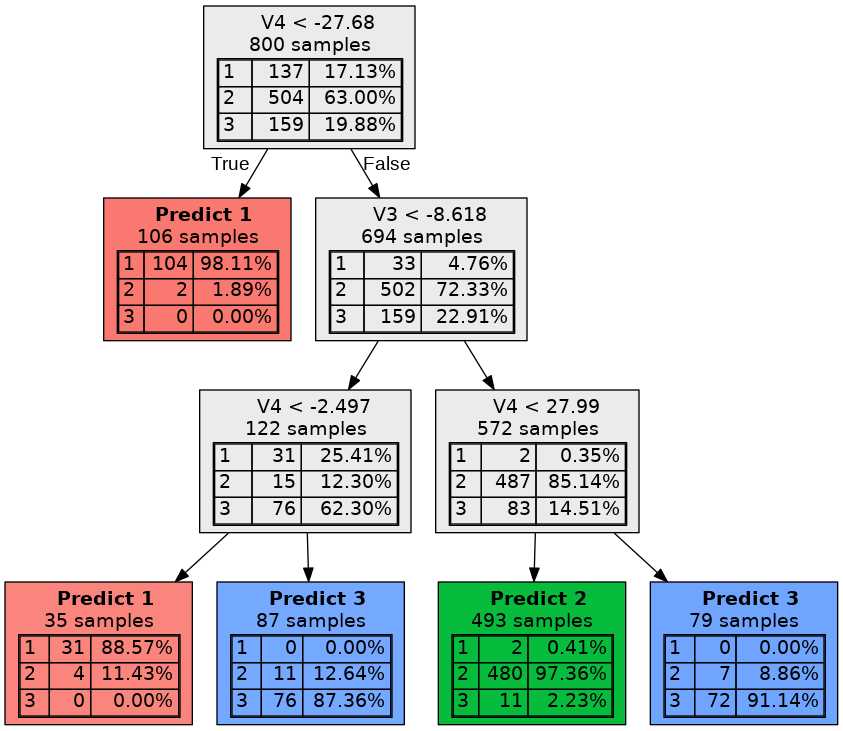 V4 < -27.68
800 samples
1 137 17.13%
2 504 63.00%
3 159 19.88%
True False
Predict 1
106 samples
1 104 98.11%
2 2 1.89%
3 0 0.00%
V3 < -8.618
694 samples
1 33 4.76%
2 502 72.33%
3 159 22.91%
V4 < -2.497
122 samples
1 31 25.41%
2 15 12.30%
3 76 62.30%
V4 < 27.99
572 samples
1 2 0.35%
2 487 85.14%
3 83 14.51%
Predict 1
35 samples
1 31 88.57%
2 4 11.43%
3 0 0.00%
Predict 3
87 samples
1 0 0.00%
2 11 12.64%
3 76 87.36%
Predict 2
493 samples
1 2 0.41%
2 480 97.36%
3 11 2.23%
Predict 3
79 samples
1 0 0.00%
2 7 8.86%
3 72 91.14%